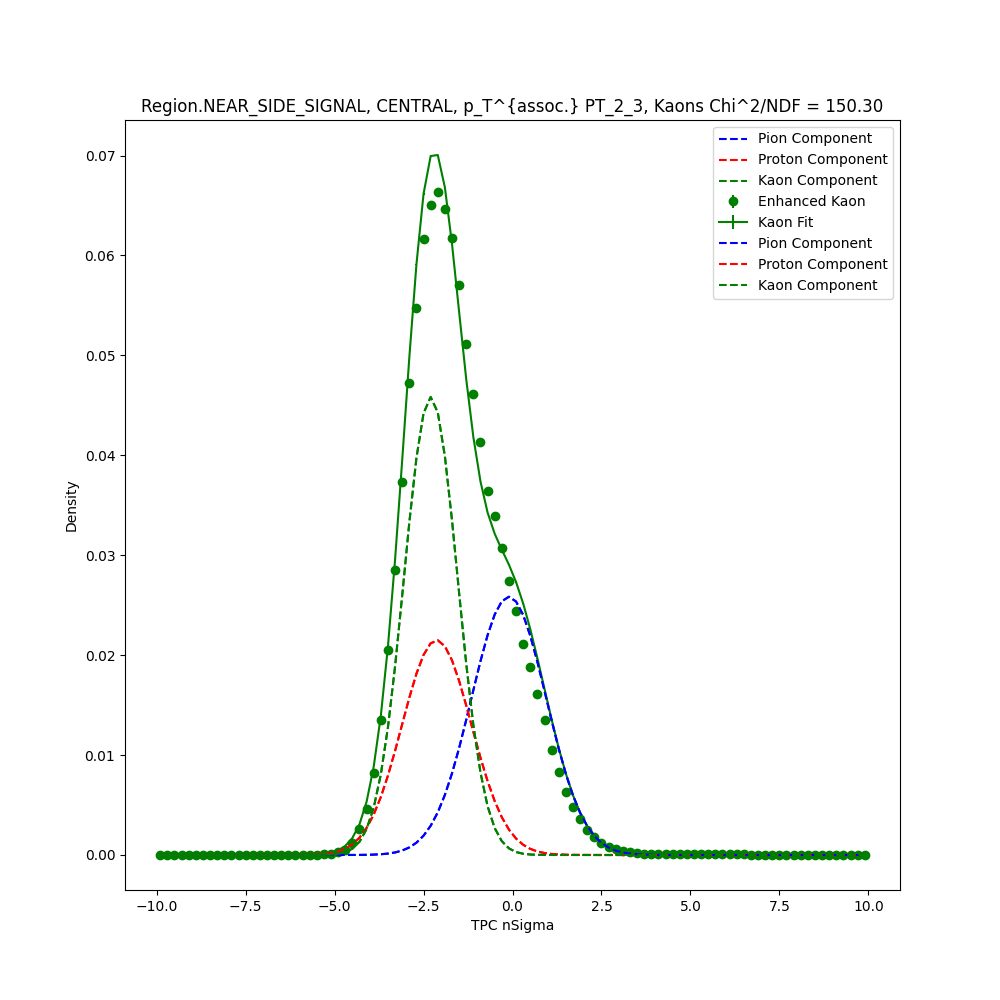 Region.NEAR_SIDE_SIGNAL, CENTRAL, p_T^{assoc.} PT_2_3, Kaons Chi^2/NDF = 150.30
Pion Component
Proton Component
Kaon Component
Enhanced Kaon
Kaon Fit
Pion Component
Proton Component
Kaon Component
0.07
0.06
0.05
0.04
0.03
0.02
0.01
0.00
Density
−10.0 −7.5 −5.0 −2.5 0.0 2.5 5.0 7.5 10.0
TPC nSigma